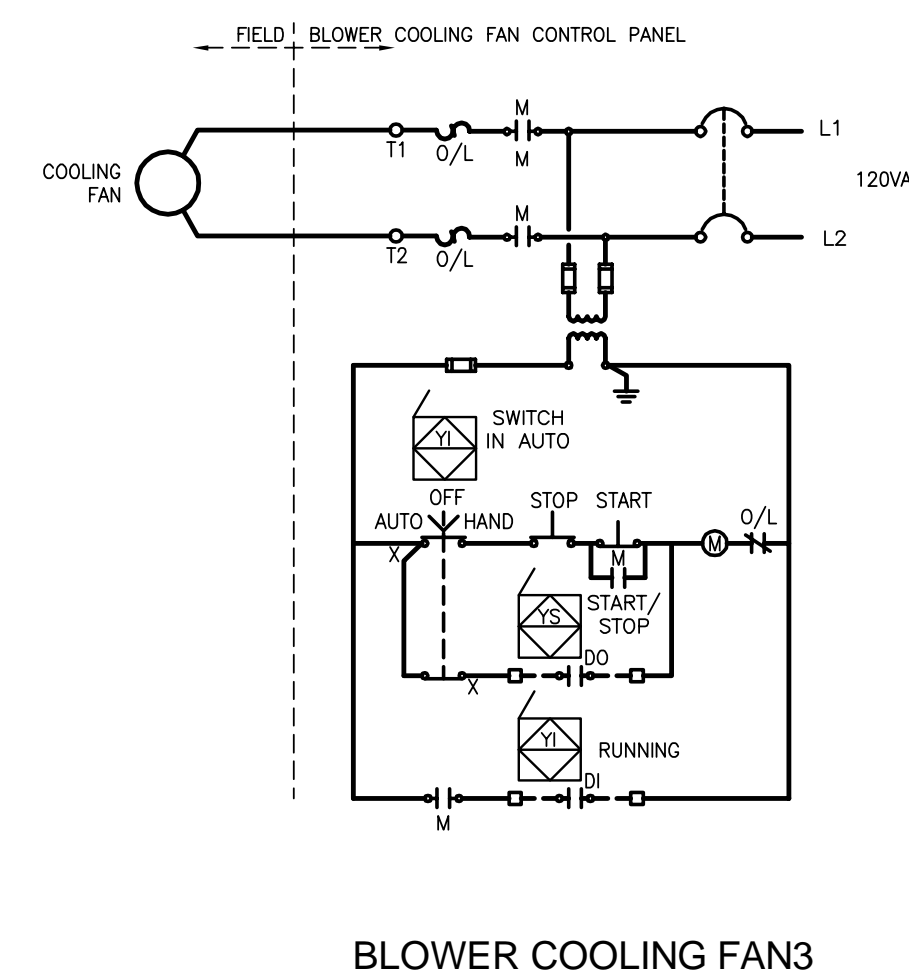 FIELD BLOWER COOLING FAN CONTROL PANEL
M
L1
T1 O/L M
COOLING
FAN
120VA
M
L2
T2 O/L
SWITCH
IN AUTO
YI
OFF
AUTO HAND
STOP START
O/L
X
M
M
START/
STOP
YS
DO
X
YI
RUNNING
DI
M
BLOWER COOLING FAN3